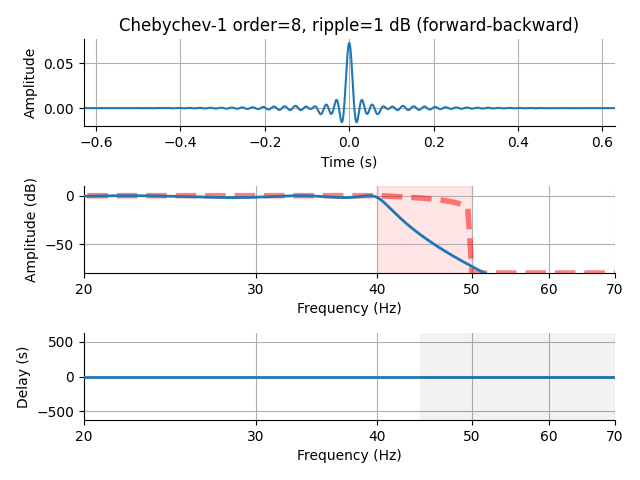 Chebychev-1 order=8, ripple=1 dB (forward-backward)
Amplitude
0.05
0.00
−0.6 −0.4 −0.2 0.0 0.2 0.4 0.6
Time (s)
Amplitude (dB)
0
−50
20 30 40 50 60 70
Frequency (Hz)
Delay (s)
500
0
−500
20 30 40 50 60 70
Frequency (Hz)